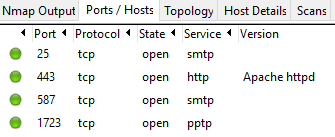 Nmap Output Ports / Hosts Topology Host Details Scans
Port Protocol State Service Version
25 tcp open smtp
443 tcp open http Apache httpd
587 tcp open smtp
1723 tcp open pptp